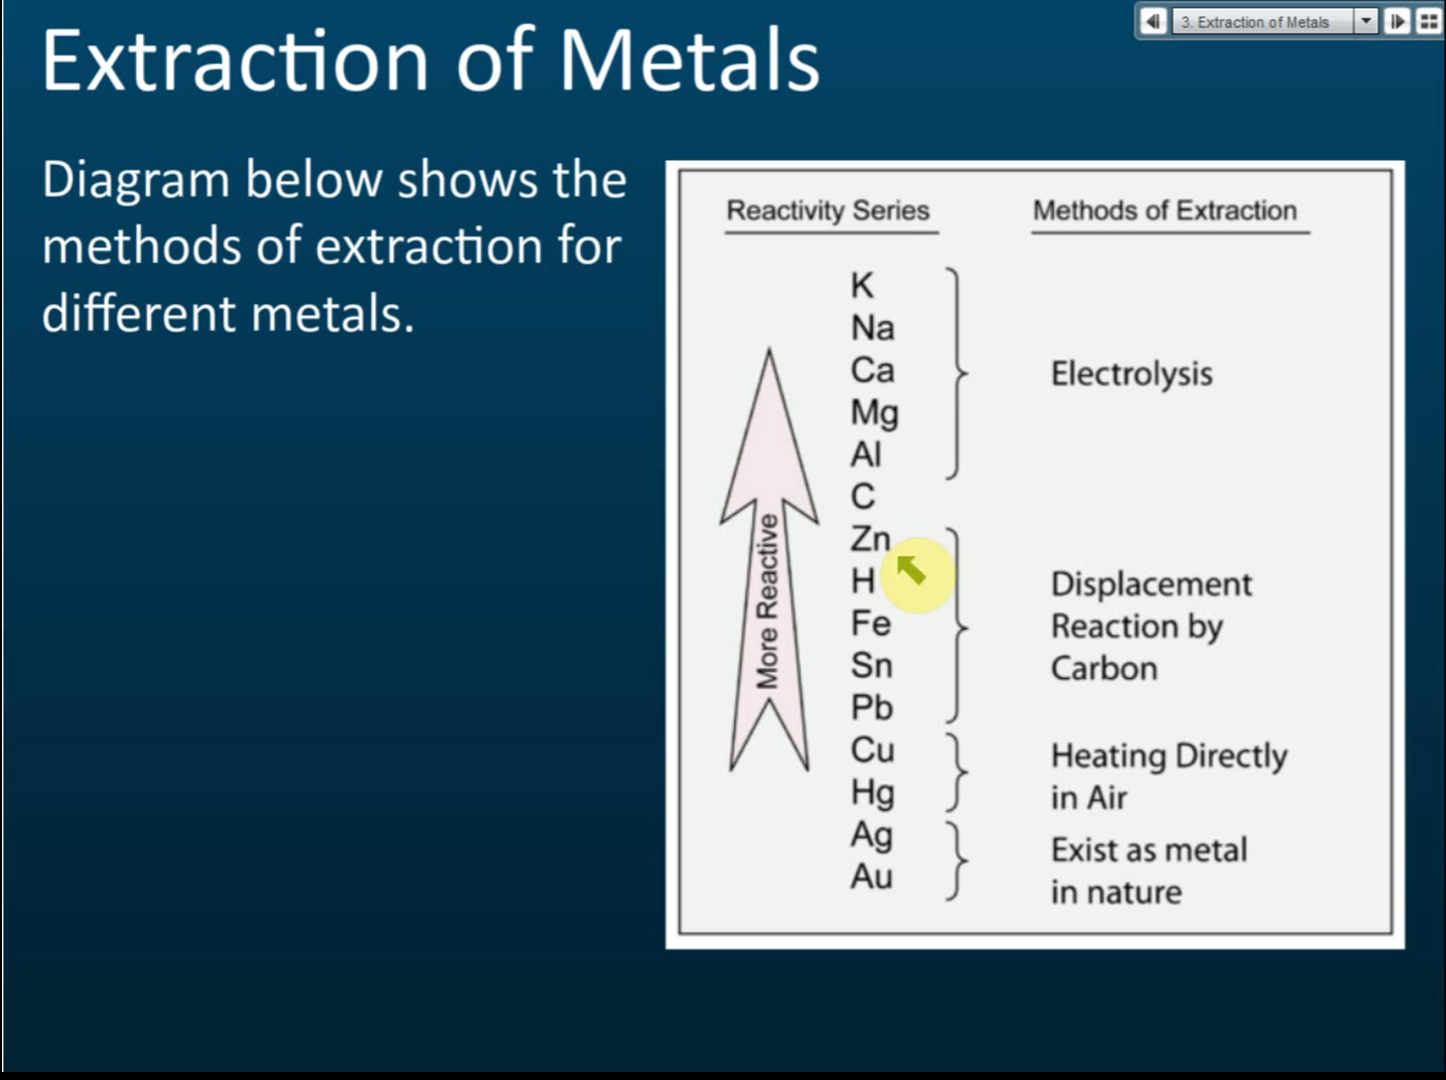 3. Extraction of Metals
Extraction of Metals
Diagram below shows the
methods of extraction for
different metals.
Reactivity Series
Methods of Extraction
More Reactive
K
Na
Ca
Mg
Al
Electrolysis
C
Zn
H
Fe
Sn
Pb
Displacement
Reaction by
Carbon
Cu
Hg
Heating Directly
in Air
Ag
Au
Exist as metal
in nature